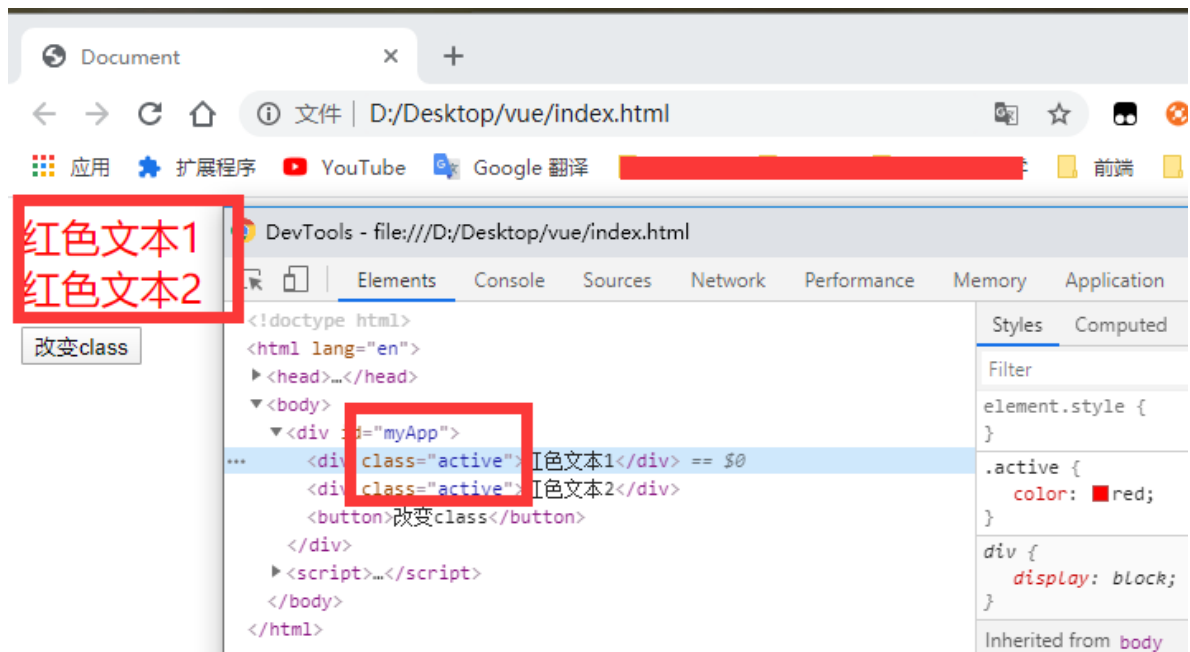 Document
文件 D:/Desktop/vue/index.html
应用 扩展程序 YouTube Google 翻译 前端
红色文本1
红色文本2
改变class
DevTools - file:///D:/Desktop/vue/index.html
Elements Console Sources Network Performance Memory Application
<!doctype html>
<html lang="en">
<head>…</head>
<body>
<div id="myApp">
<div class="active">红色文本1</div> == $0
<div class="active">红色文本2</div>
<button>改变class</button>
</div>
<script>…</script>
</body>
</html>
Styles Computed
Filter
element.style {
}
.active {
color: red;
}
div {
display: block;
}
Inherited from body